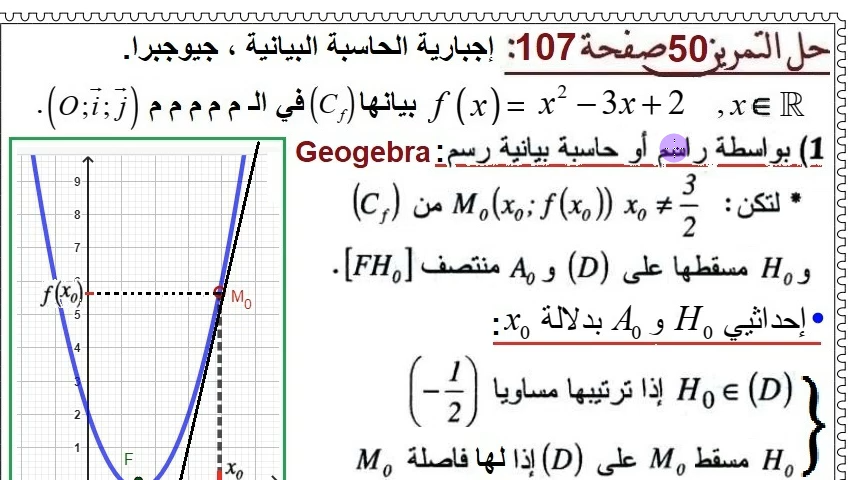 حل التمرين 50 صفحة 107: إجبارية الحاسبة البيانية ، جيوجبرا.
f(x) = x² − 3x + 2 , x ∈ ℝ بيانها (C_f) في الـ م م م م م (O; i⃗; j⃗).
1) بواسطة راسم أو حاسبة بيانية رسم: Geogebra
* لتكن: M₀(x₀; f(x₀)) x₀ ≠ 3/2 من (C_f)
و H₀ مسقطها على (D) و A₀ منتصف [FH₀].
• إحداثيي H₀ و A₀ بدلالة x₀:
H₀ ∈ (D) إذا ترتيبها مساويا (−1/2)
H₀ مسقط M₀ على (D) إذا لها فاصلة M₀
9
8
7
6
f(x₀)
M₀
5
4
3
2
1
F
x₀